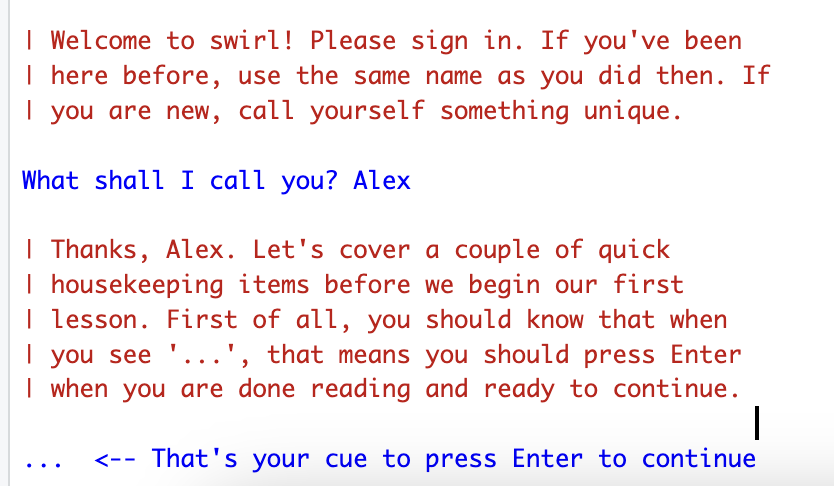 | Welcome to swirl! Please sign in. If you've been
| here before, use the same name as you did then. If
| you are new, call yourself something unique.
What shall I call you? Alex
| Thanks, Alex. Let's cover a couple of quick
| housekeeping items before we begin our first
| lesson. First of all, you should know that when
| you see '...', that means you should press Enter
| when you are done reading and ready to continue.
...  <-- That's your cue to press Enter to continue